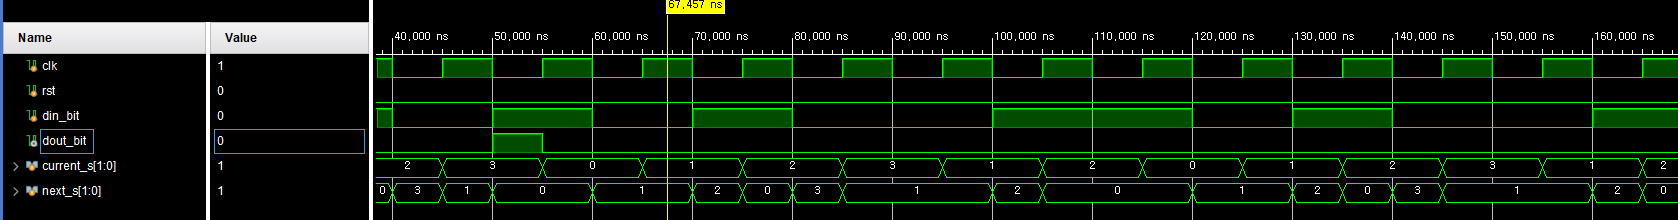 67,457 ns
Name Value 40,000 ns 50,000 ns 60,000 ns 70,000 ns 80,000 ns 90,000 ns 100,000 ns 110,000 ns 120,000 ns 130,000 ns 140,000 ns 150,000 ns 160,000 ns
clk 1
rst 0
din_bit 0
dout_bit 0
current_s[1:0] 1 2 3 0 1 2 3 1 2 0 1 2 3 1 2
next_s[1:0] 1 0 3 1 0 1 2 0 3 1 2 0 1 2 0 3 1 2 0